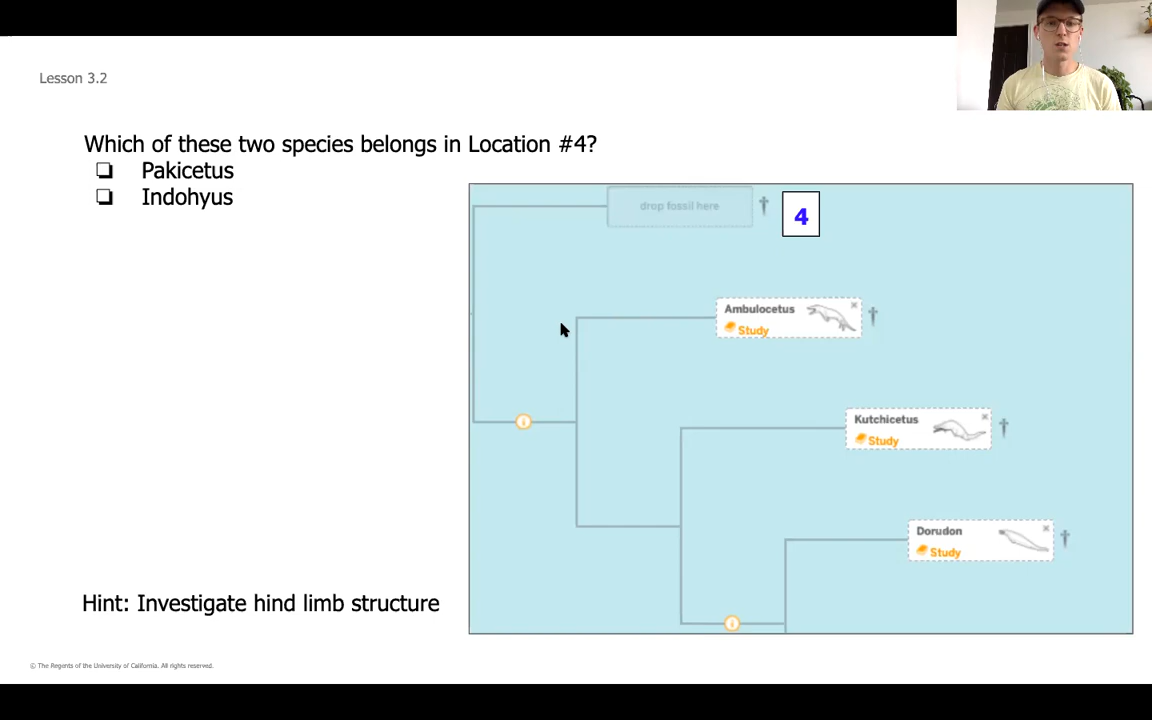 Lesson 3.2
Which of these two species belongs in Location #4?
❏ Pakicetus
❏ Indohyus
drop fossil here † 4
Ambulocetus
Study
†
Kutchicetus
Study
†
Dorudon
Study
†
Hint: Investigate hind limb structure
© The Regents of the University of California. All rights reserved.